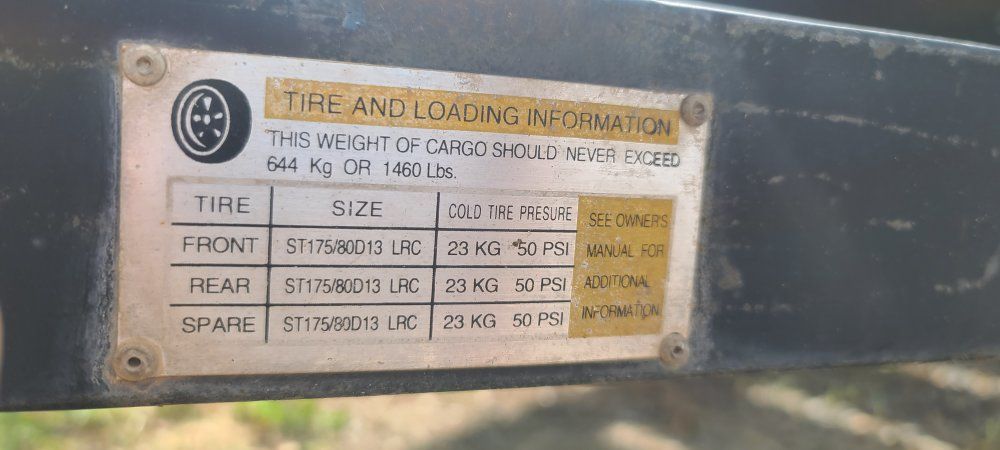 TIRE AND LOADING INFORMATION
THIS WEIGHT OF CARGO SHOULD NEVER EXCEED
644 Kg OR 1460 Lbs.
TIRE SIZE COLD TIRE PRESURE
FRONT ST175/80D13 LRC 23 KG 50 PSI
REAR ST175/80D13 LRC 23 KG 50 PSI
SPARE ST175/80D13 LRC 23 KG 50 PSI
SEE OWNER'S
MANUAL FOR
ADDITIONAL
INFORMATION